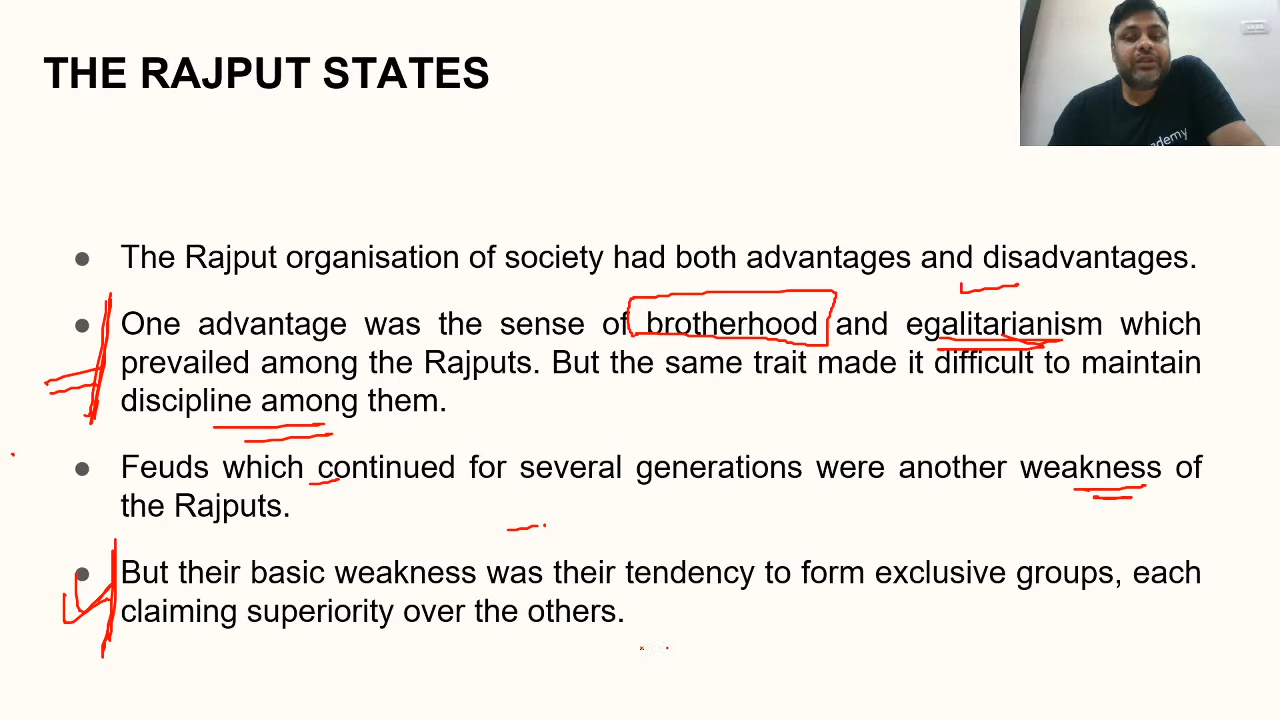 THE RAJPUT STATES
ademy
● The Rajput organisation of society had both advantages and disadvantages.
● One advantage was the sense of brotherhood and egalitarianism which
prevailed among the Rajputs. But the same trait made it difficult to maintain
discipline among them.
● Feuds which continued for several generations were another weakness of
the Rajputs.
● But their basic weakness was their tendency to form exclusive groups, each
claiming superiority over the others.